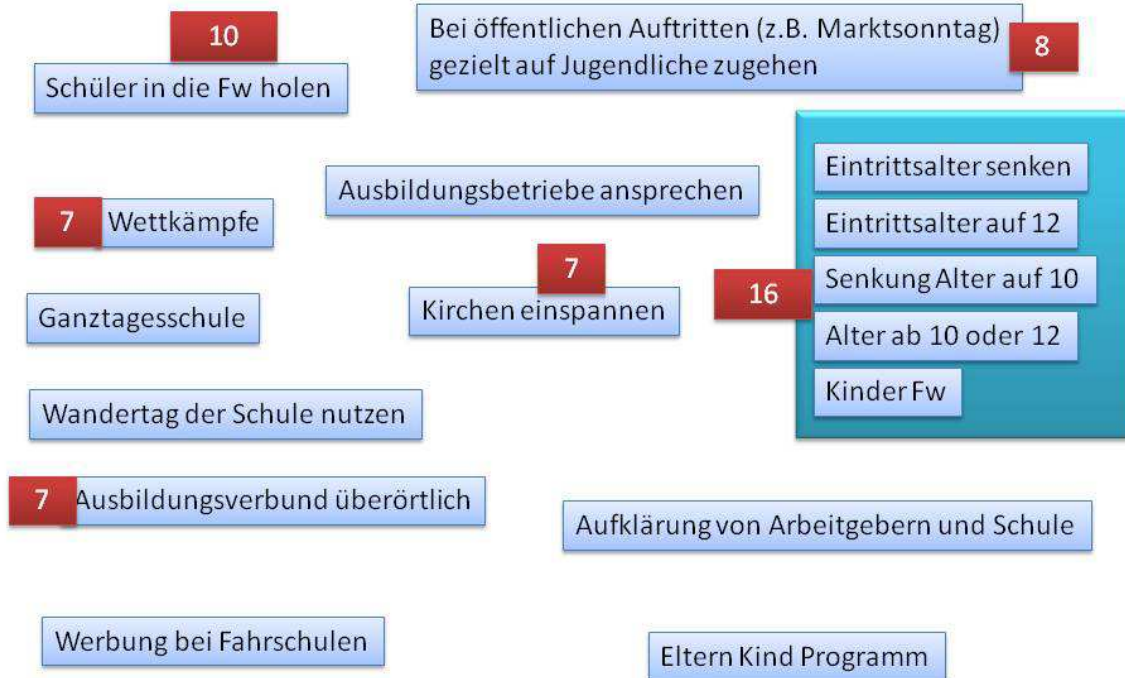 10
Schüler in die Fw holen
Bei öffentlichen Auftritten (z.B. Marktsonntag)
gezielt auf Jugendliche zugehen
8
Ausbildungsbetriebe ansprechen
7 Wettkämpfe
7
Kirchen einspannen
Ganztagesschule
16
Eintrittsalter senken
Eintrittsalter auf 12
Senkung Alter auf 10
Alter ab 10 oder 12
Kinder Fw
Wandertag der Schule nutzen
7 Ausbildungsverbund überörtlich
Aufklärung von Arbeitgebern und Schule
Werbung bei Fahrschulen
Eltern Kind Programm